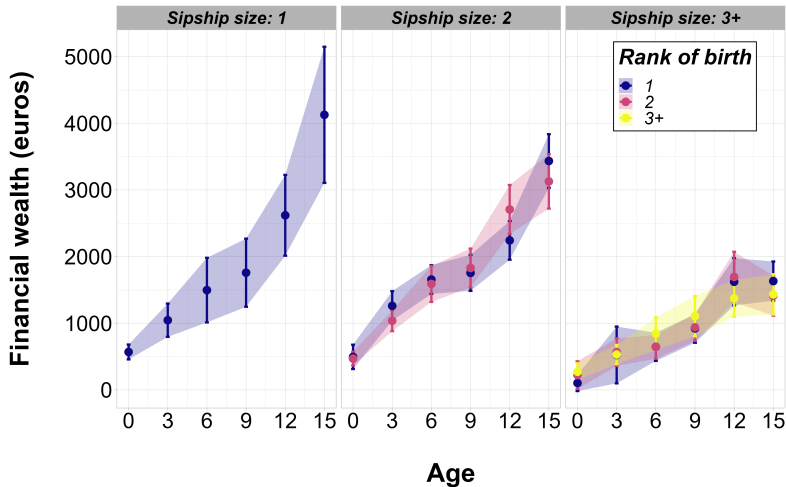 Sipship size: 1
Sipship size: 2
Sipship size: 3+
Financial wealth (euros)
5000
4000
3000
2000
1000
0
Rank of birth
1
2
3+
0 3 6 9 12 15
0 3 6 9 12 15
0 3 6 9 12 15
Age